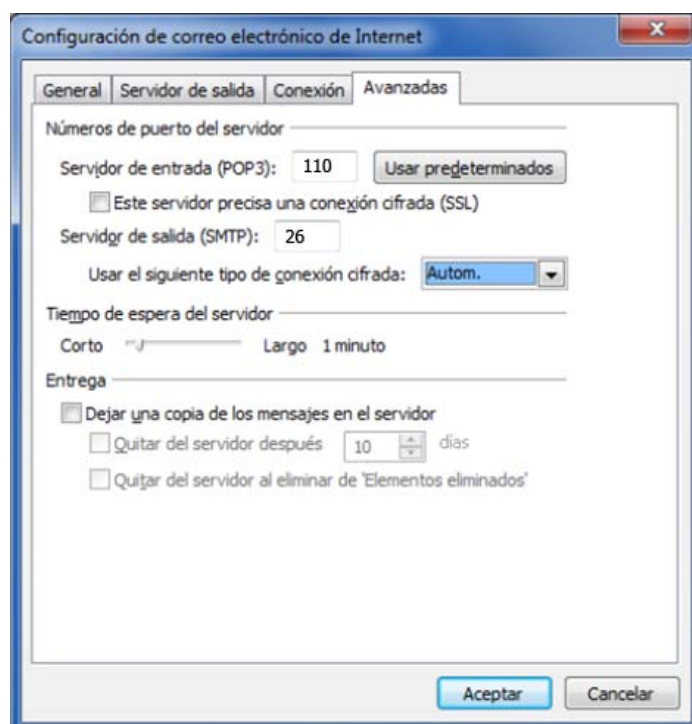 Configuración de correo electrónico de Internet
General Servidor de salida Conexión Avanzadas
Números de puerto del servidor
Servidor de entrada (POP3): 110 Usar predeterminados
Este servidor precisa una conexión cifrada (SSL)
Servidor de salida (SMTP): 26
Usar el siguiente tipo de conexión cifrada: Autom.
Tiempo de espera del servidor
Corto Largo 1 minuto
Entrega
Dejar una copia de los mensajes en el servidor
Quitar del servidor después 10 días
Quitar del servidor al eliminar de 'Elementos eliminados'
Aceptar Cancelar